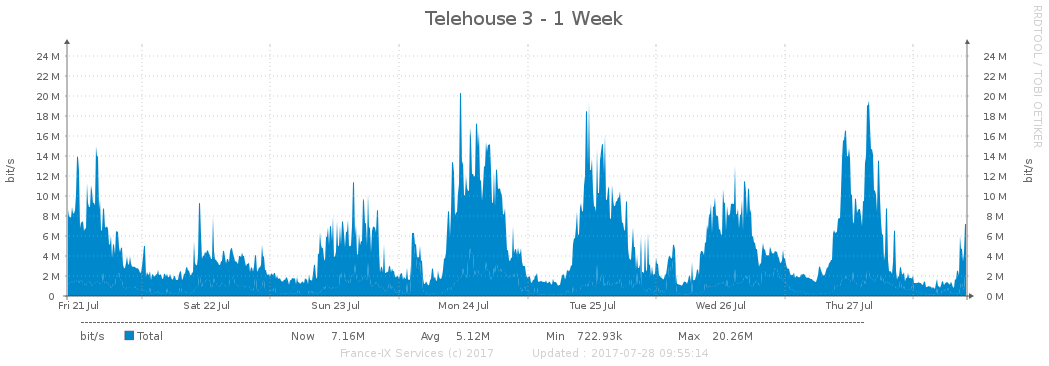 Telehouse 3 - 1 Week
RRDTOOL / TOBI OETIKER
24 M 24 M
22 M 22 M
20 M 20 M
18 M 18 M
16 M 16 M
14 M 14 M
12 M 12 M
10 M 10 M
8 M 8 M
6 M 6 M
4 M 4 M
2 M 2 M
0 0 M
bit/s
bit/s
Fri 21 Jul Sat 22 Jul Sun 23 Jul Mon 24 Jul Tue 25 Jul Wed 26 Jul Thu 27 Jul
bit/s Total Now 7.16M Avg 5.12M Min 722.93k Max 20.26M
France-IX Services (c) 2017 Updated : 2017-07-28 09:55:14